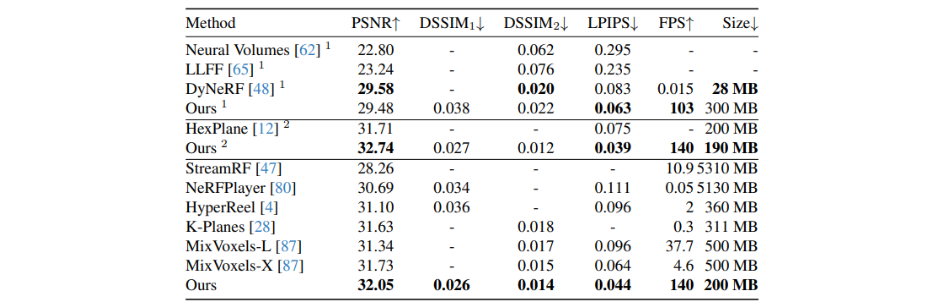 Method PSNR↑ DSSIM₁↓ DSSIM₂↓ LPIPS↓ FPS↑ Size↓
Neural Volumes [62] ¹ 22.80 - 0.062 0.295 - -
LLFF [65] ¹ 23.24 - 0.076 0.235 - -
DyNeRF [48] ¹ 29.58 - 0.020 0.083 0.015 28 MB
Ours ¹ 29.48 0.038 0.022 0.063 103 300 MB
HexPlane [12] ² 31.71 - - 0.075 - 200 MB
Ours ² 32.74 0.027 0.012 0.039 140 190 MB
StreamRF [47] 28.26 - - - 10.9 5310 MB
NeRFPlayer [80] 30.69 0.034 - 0.111 0.05 5130 MB
HyperReel [4] 31.10 0.036 - 0.096 2 360 MB
K-Planes [28] 31.63 - 0.018 - 0.3 311 MB
MixVoxels-L [87] 31.34 - 0.017 0.096 37.7 500 MB
MixVoxels-X [87] 31.73 - 0.015 0.064 4.6 500 MB
Ours 32.05 0.026 0.014 0.044 140 200 MB